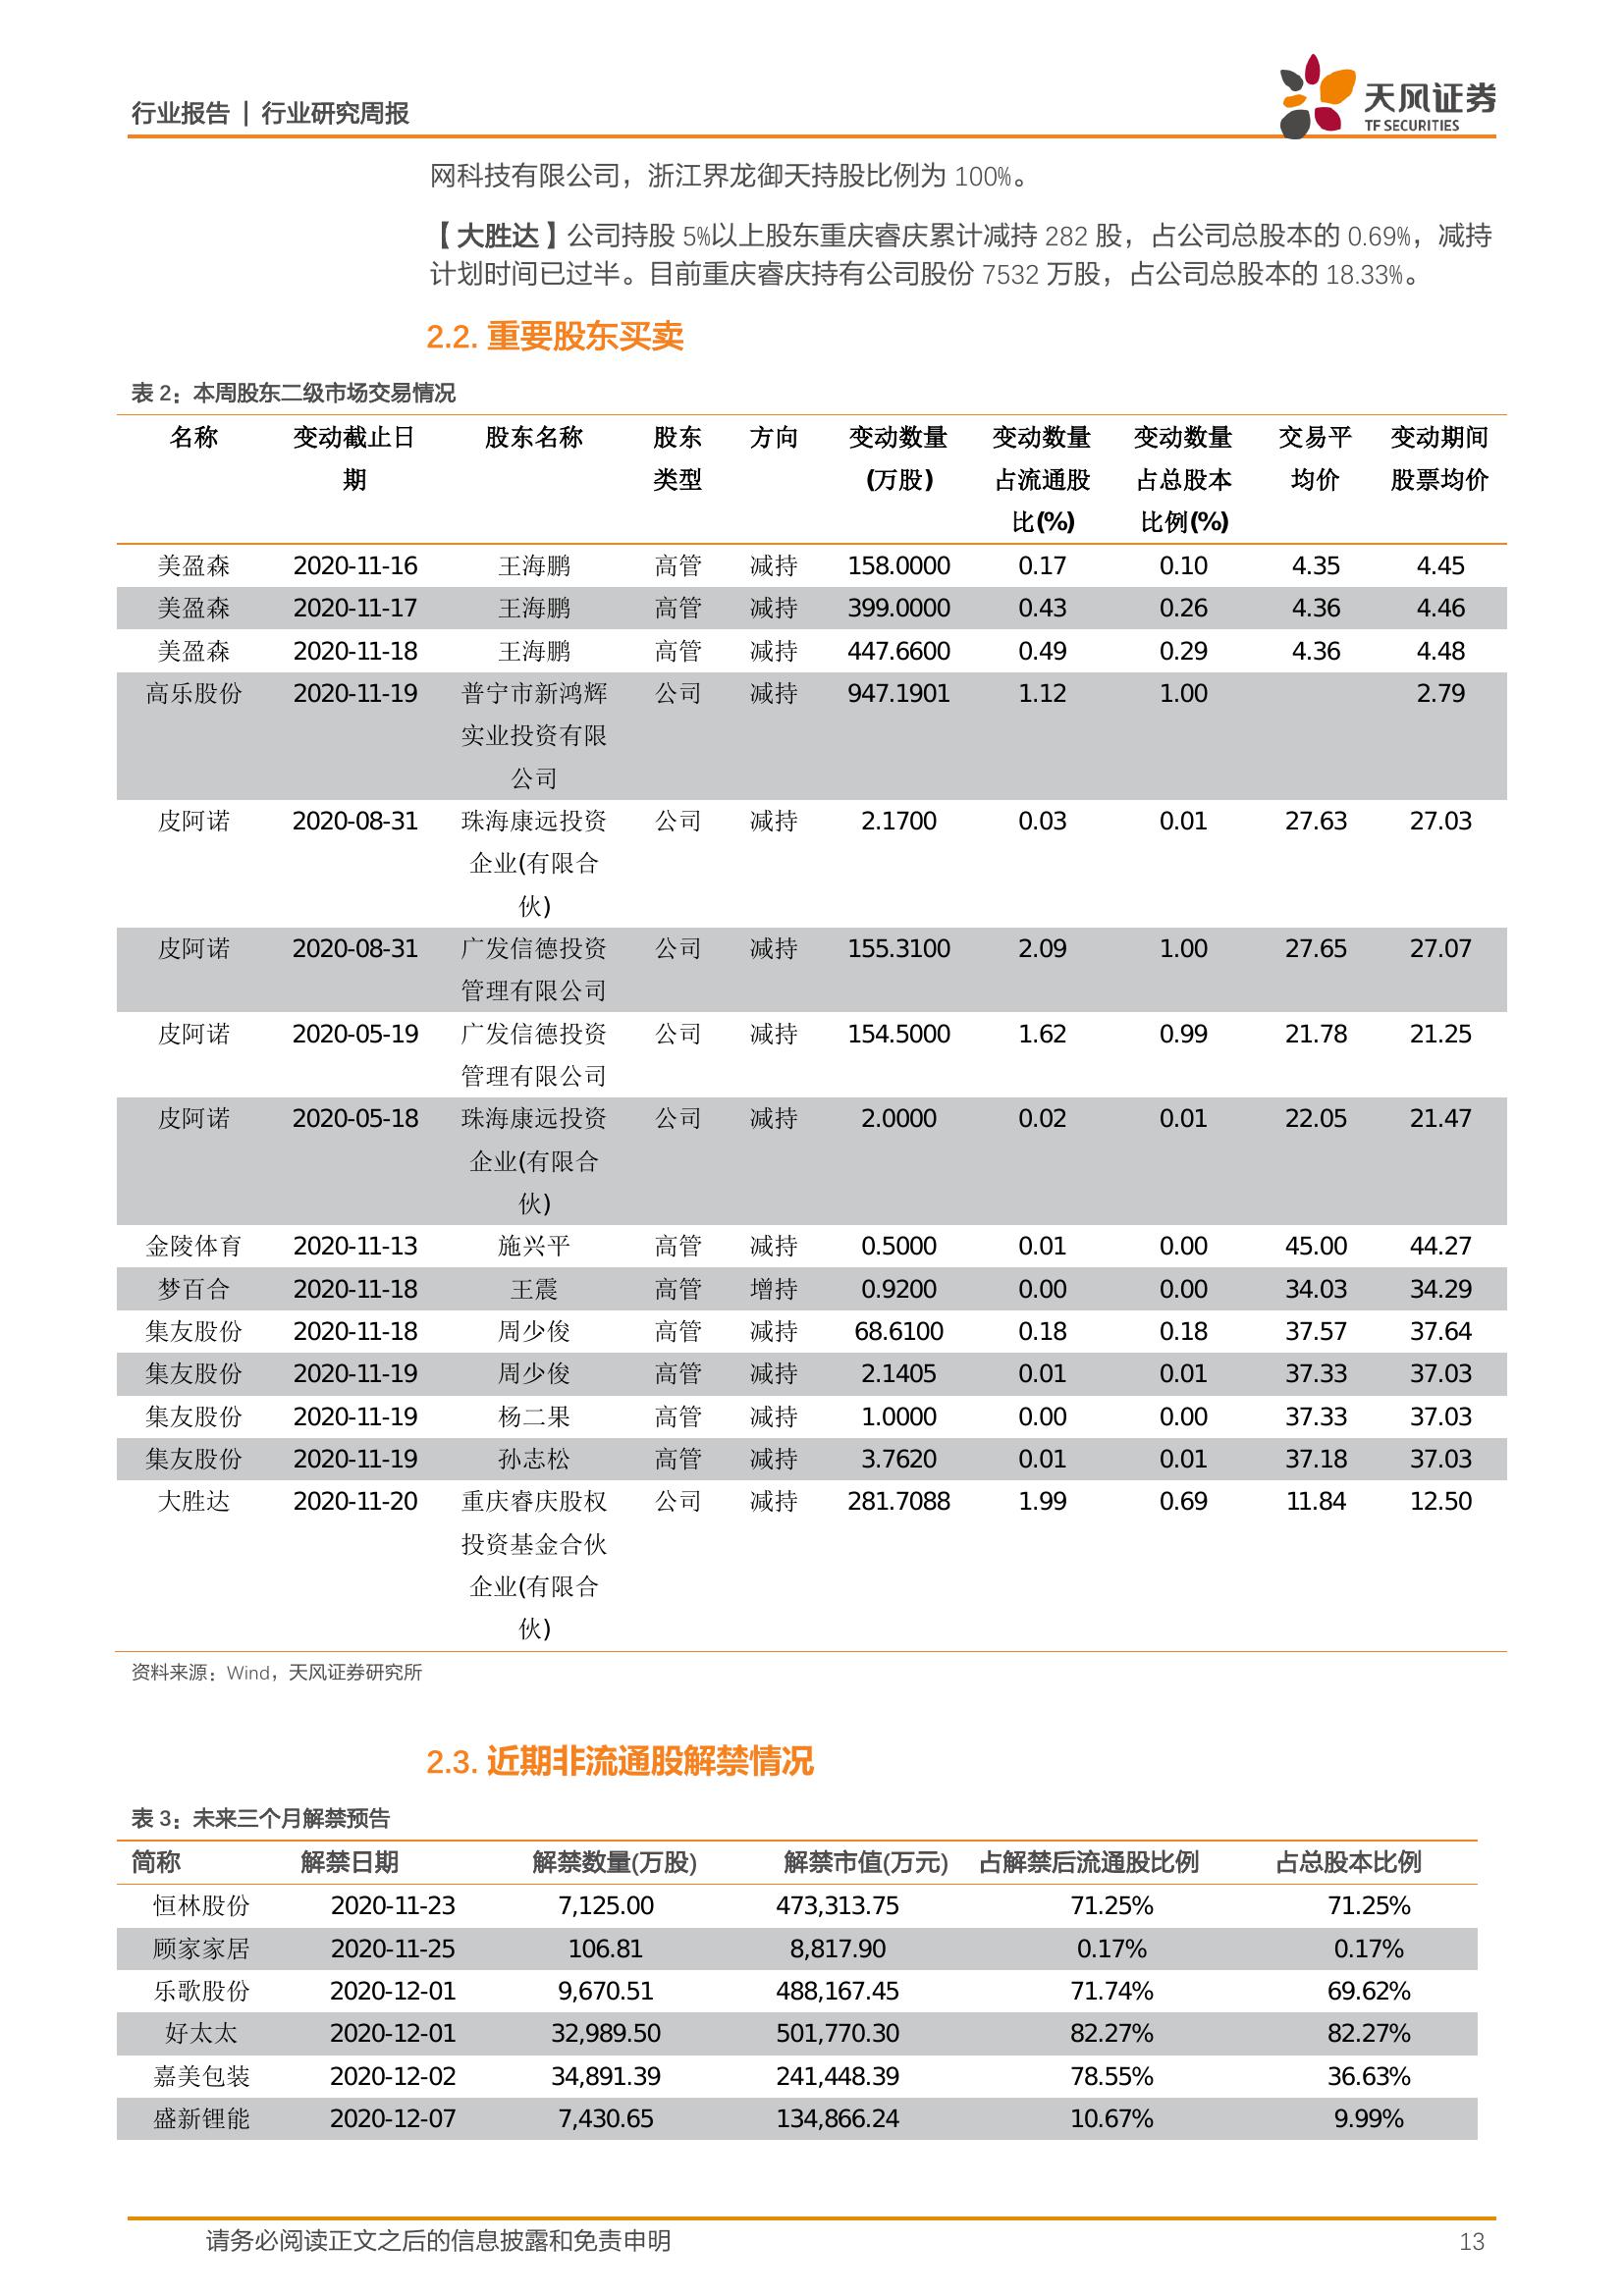 行业报告 | 行业研究周报
天风证券
TF SECURITIES
网科技有限公司，浙江界龙御天持股比例为 100%。
【大胜达】公司持股 5%以上股东重庆睿庆累计减持 282 股，占公司总股本的 0.69%，减持
计划时间已过半。目前重庆睿庆持有公司股份 7532 万股，占公司总股本的 18.33%。
2.2. 重要股东买卖
表 2：本周股东二级市场交易情况
名称 变动截止日 股东名称 股东 方向 变动数量 变动数量 变动数量 交易平 变动期间
期 类型 (万股) 占流通股 占总股本 均价 股票均价
比(%) 比例(%)
美盈森 2020-11-16 王海鹏 高管 减持 158.0000 0.17 0.10 4.35 4.45
美盈森 2020-11-17 王海鹏 高管 减持 399.0000 0.43 0.26 4.36 4.46
美盈森 2020-11-18 王海鹏 高管 减持 447.6600 0.49 0.29 4.36 4.48
高乐股份 2020-11-19 普宁市新鸿辉 公司 减持 947.1901 1.12 1.00 2.79
实业投资有限
公司
皮阿诺 2020-08-31 珠海康远投资 公司 减持 2.1700 0.03 0.01 27.63 27.03
企业(有限合
伙)
皮阿诺 2020-08-31 广发信德投资 公司 减持 155.3100 2.09 1.00 27.65 27.07
管理有限公司
皮阿诺 2020-05-19 广发信德投资 公司 减持 154.5000 1.62 0.99 21.78 21.25
管理有限公司
皮阿诺 2020-05-18 珠海康远投资 公司 减持 2.0000 0.02 0.01 22.05 21.47
企业(有限合
伙)
金陵体育 2020-11-13 施兴平 高管 减持 0.5000 0.01 0.00 45.00 44.27
梦百合 2020-11-18 王震 高管 增持 0.9200 0.00 0.00 34.03 34.29
集友股份 2020-11-18 周少俊 高管 减持 68.6100 0.18 0.18 37.57 37.64
集友股份 2020-11-19 周少俊 高管 减持 2.1405 0.01 0.01 37.33 37.03
集友股份 2020-11-19 杨二果 高管 减持 1.0000 0.00 0.00 37.33 37.03
集友股份 2020-11-19 孙志松 高管 减持 3.7620 0.01 0.01 37.18 37.03
大胜达 2020-11-20 重庆睿庆股权 公司 减持 281.7088 1.99 0.69 11.84 12.50
投资基金合伙
企业(有限合
伙)
资料来源：Wind，天风证券研究所
2.3. 近期非流通股解禁情况
表 3：未来三个月解禁预告
简称 解禁日期 解禁数量(万股) 解禁市值(万元) 占解禁后流通股比例 占总股本比例
恒林股份 2020-11-23 7,125.00 473,313.75 71.25% 71.25%
顾家家居 2020-11-25 106.81 8,817.90 0.17% 0.17%
乐歌股份 2020-12-01 9,670.51 488,167.45 71.74% 69.62%
好太太 2020-12-01 32,989.50 501,770.30 82.27% 82.27%
嘉美包装 2020-12-02 34,891.39 241,448.39 78.55% 36.63%
盛新锂能 2020-12-07 7,430.65 134,866.24 10.67% 9.99%
请务必阅读正文之后的信息披露和免责申明 13